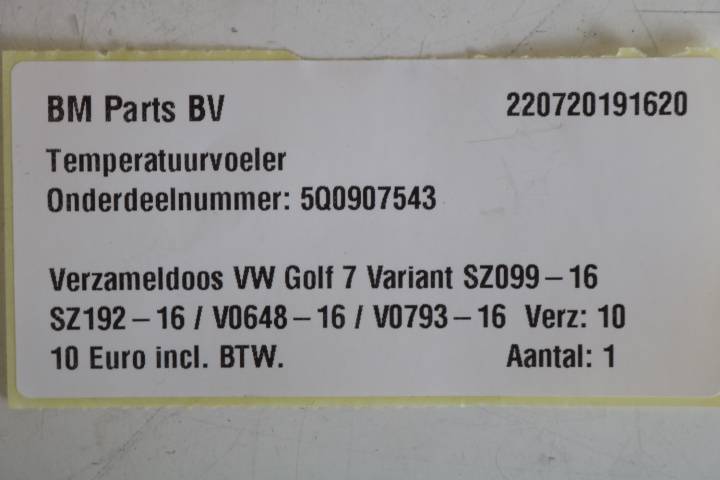 BM Parts BV 220720191620
Temperatuurvoeler
Onderdeelnummer: 5Q0907543
Verzameldoos VW Golf 7 Variant SZ099-16
SZ192-16 / V0648-16 / V0793-16 Verz: 10
10 Euro incl. BTW. Aantal: 1